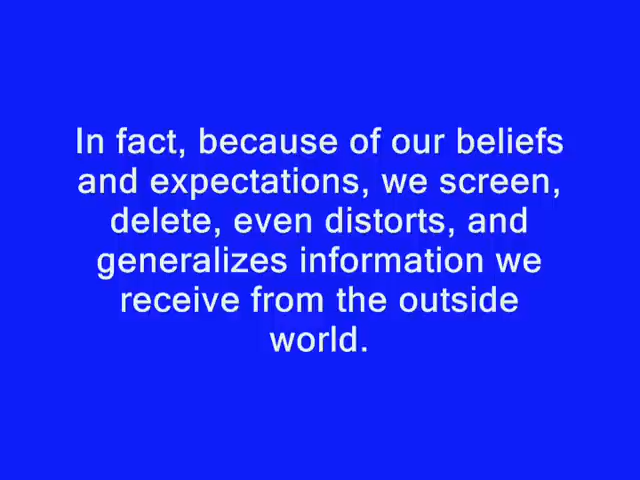 In fact, because of our beliefs
and expectations, we screen,
delete, even distorts, and
generalizes information we
receive from the outside
world.